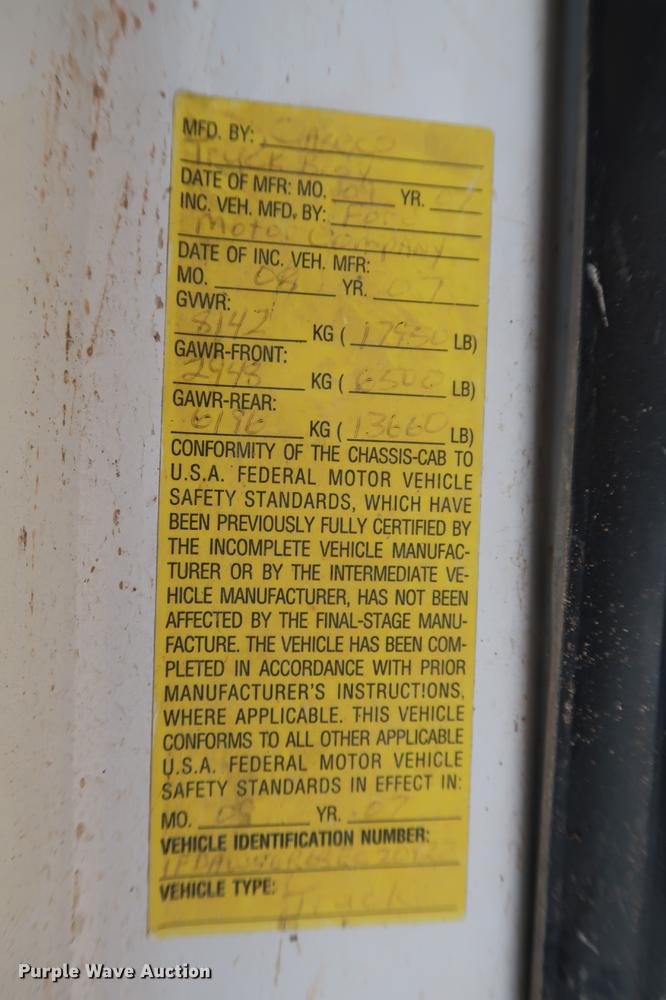 MFD. BY:
Truck Body
DATE OF MFR: MO. YR. 07
INC. VEH. MFD. BY: Ford
Motor Company
DATE OF INC. VEH. MFR:
MO. 08 YR. 07
GVWR:
8142 KG ( 17950 LB)
GAWR-FRONT:
2948 KG ( 6500 LB)
GAWR-REAR:
6196 KG ( 13660 LB)
CONFORMITY OF THE CHASSIS-CAB TO
U.S.A. FEDERAL MOTOR VEHICLE
SAFETY STANDARDS, WHICH HAVE
BEEN PREVIOUSLY FULLY CERTIFIED BY
THE INCOMPLETE VEHICLE MANUFAC-
TURER OR BY THE INTERMEDIATE VE-
HICLE MANUFACTURER, HAS NOT BEEN
AFFECTED BY THE FINAL-STAGE MANU-
FACTURE. THE VEHICLE HAS BEEN COM-
PLETED IN ACCORDANCE WITH PRIOR
MANUFACTURER'S INSTRUCTIONS,
WHERE APPLICABLE. THIS VEHICLE
CONFORMS TO ALL OTHER APPLICABLE
U.S.A. FEDERAL MOTOR VEHICLE
SAFETY STANDARDS IN EFFECT IN:
MO. 08 YR. 07
VEHICLE IDENTIFICATION NUMBER:
VEHICLE TYPE:
Truck
Purple Wave Auction